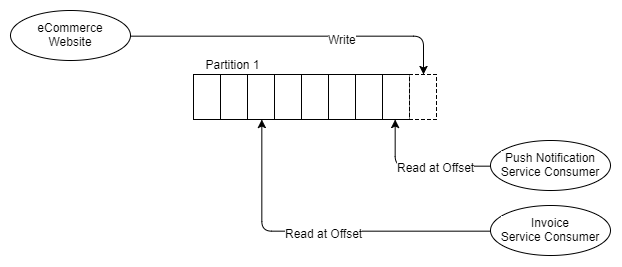 eCommerce
Website
Write
Partition 1
Push Notification
Service Consumer
Read at Offset
Invoice
Service Consumer
Read at Offset